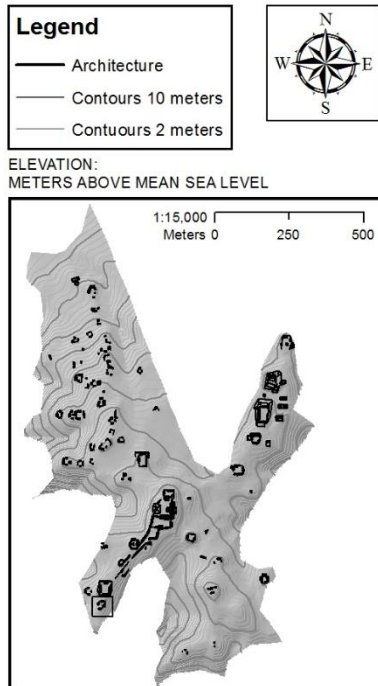 Legend
Architecture
Contours 10 meters
Contuours 2 meters
N
W E
S
ELEVATION:
METERS ABOVE MEAN SEA LEVEL
1:15,000
Meters 0 250 500